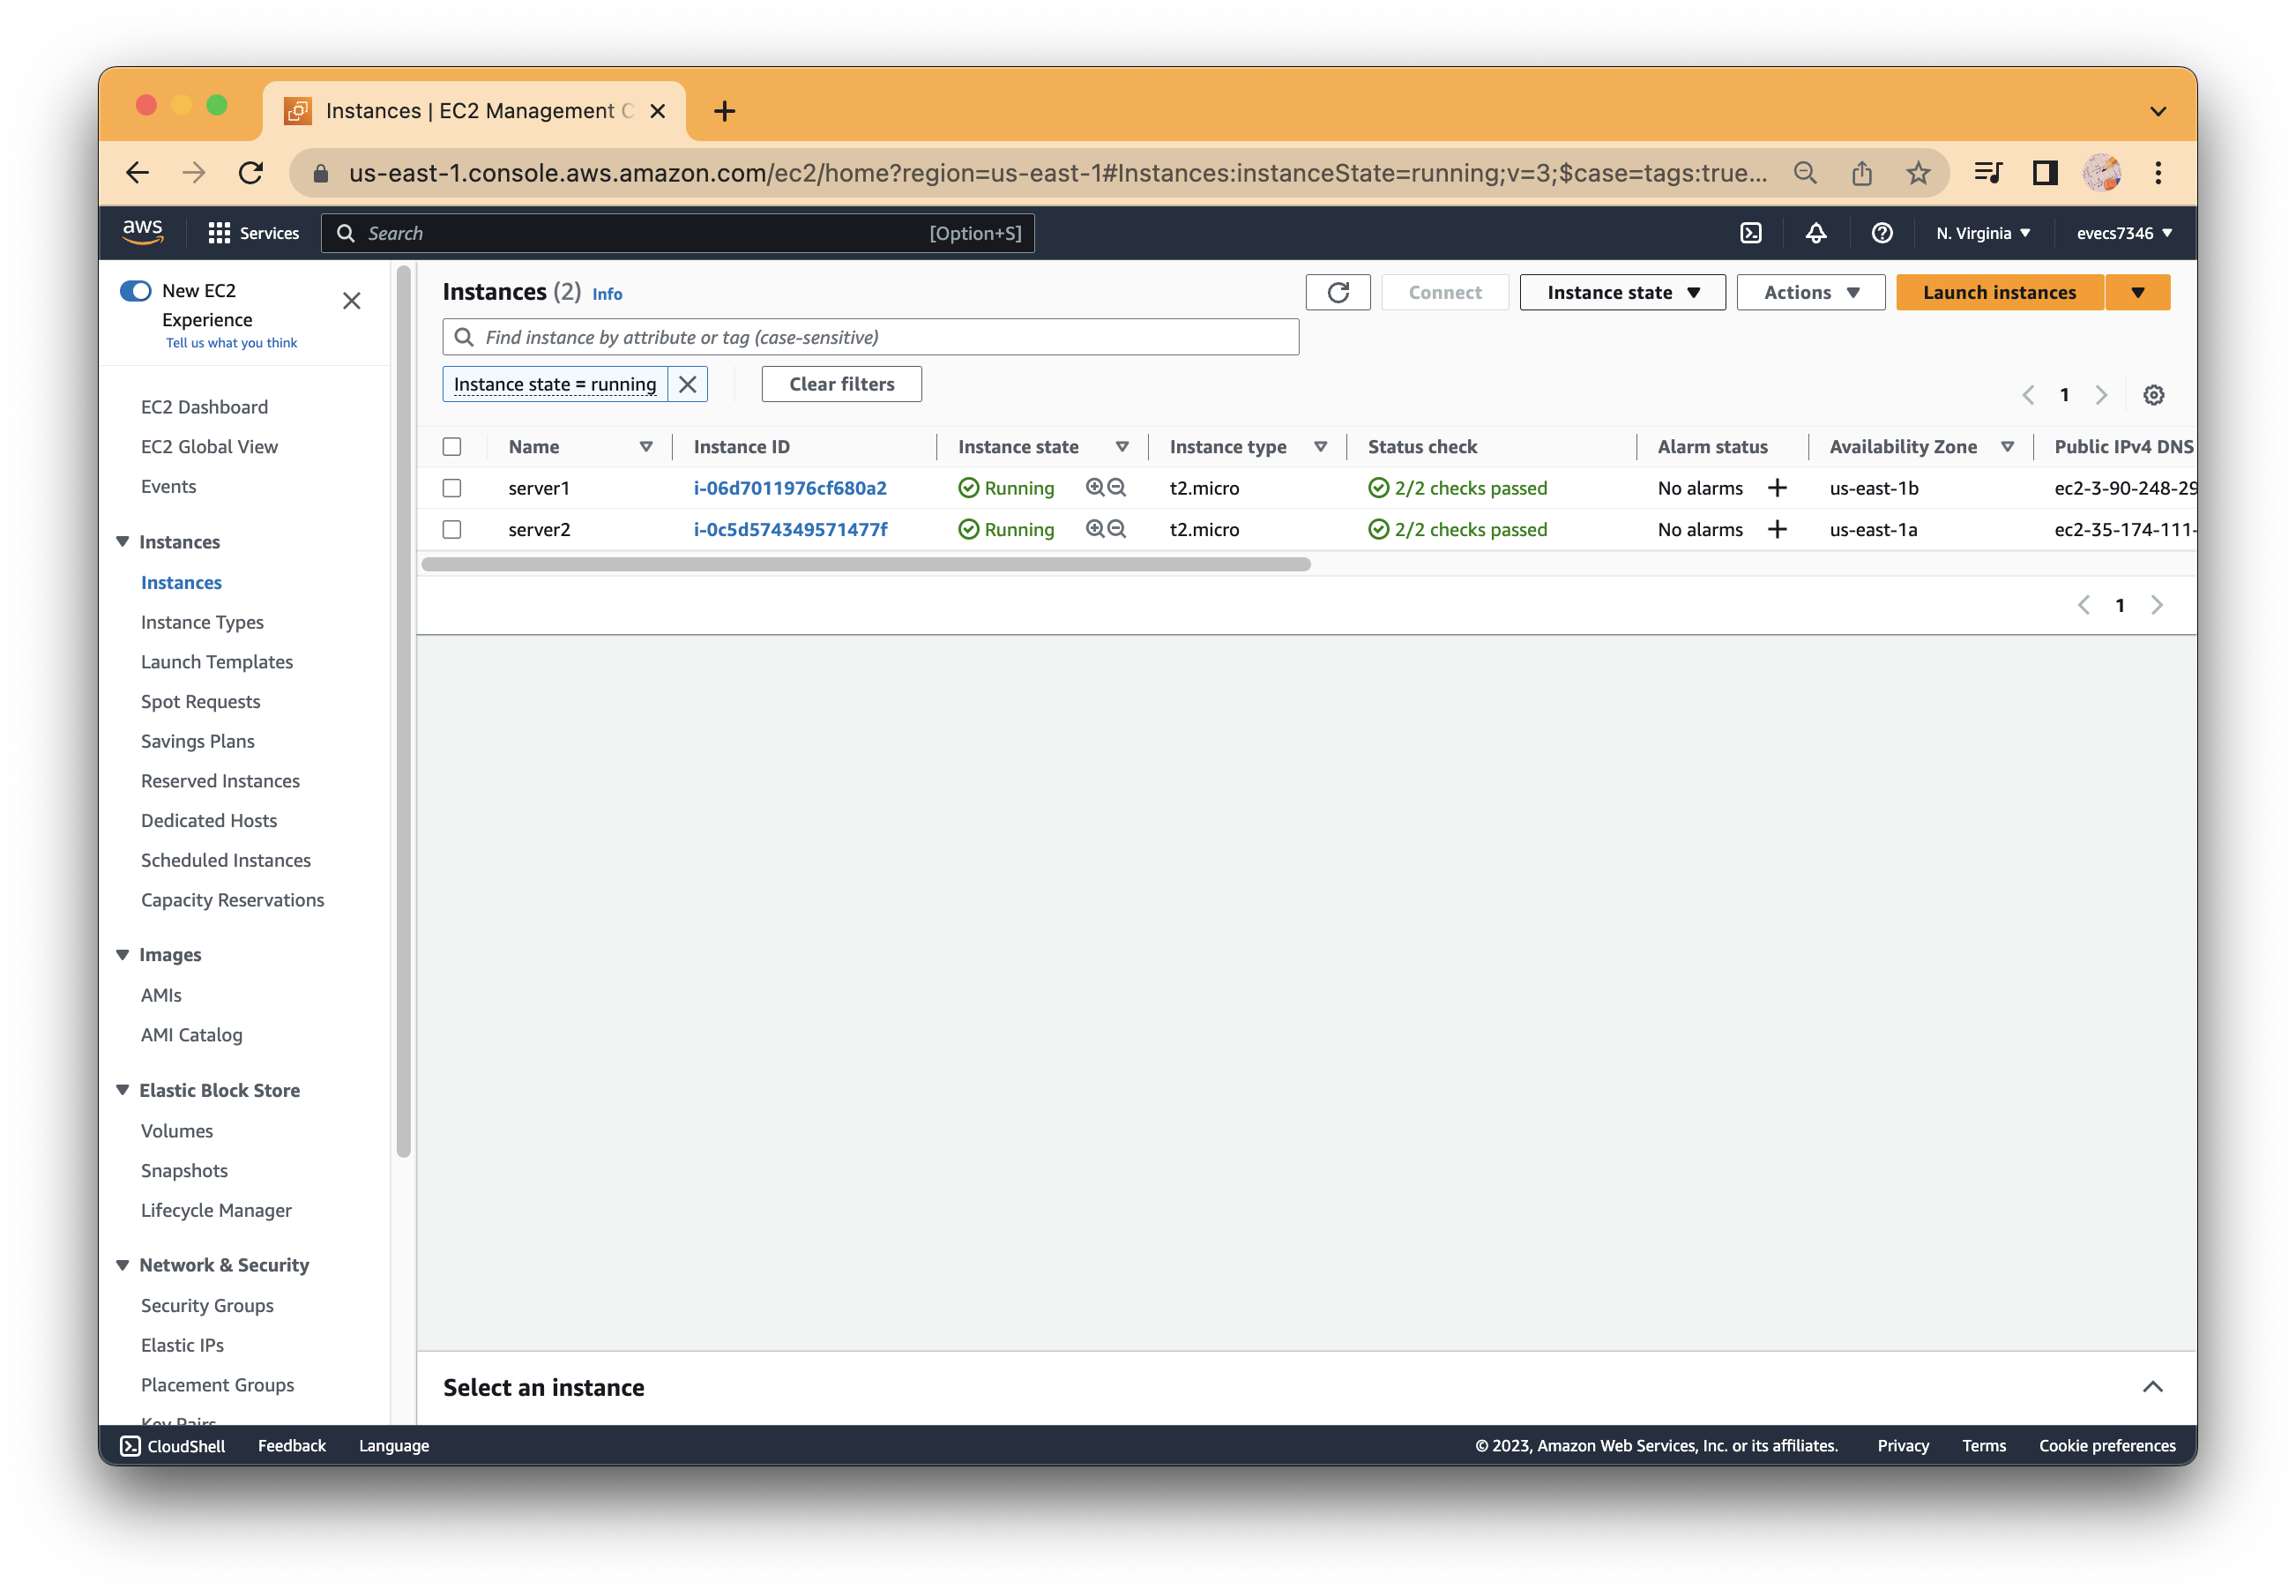 Instances | EC2 Management C
us-east-1.console.aws.amazon.com/ec2/home?region=us-east-1#Instances:instanceState=running;v=3;$case=tags:true...
aws
Services
Search
[Option+S]
N. Virginia
evecs7346
New EC2
Experience
Tell us what you think
EC2 Dashboard
EC2 Global View
Events
Instances
Instances
Instance Types
Launch Templates
Spot Requests
Savings Plans
Reserved Instances
Dedicated Hosts
Scheduled Instances
Capacity Reservations
Images
AMIs
AMI Catalog
Elastic Block Store
Volumes
Snapshots
Lifecycle Manager
Network & Security
Security Groups
Elastic IPs
Placement Groups
Key Pairs
Instances (2) Info
Connect
Instance state
Actions
Launch instances
Find instance by attribute or tag (case-sensitive)
Instance state = running
Clear filters
1
Name Instance ID Instance state Instance type Status check Alarm status Availability Zone Public IPv4 DNS
server1 i-06d7011976cf680a2 Running t2.micro 2/2 checks passed No alarms us-east-1b ec2-3-90-248-29
server2 i-0c5d574349571477f Running t2.micro 2/2 checks passed No alarms us-east-1a ec2-35-174-111-
1
Select an instance
CloudShell Feedback Language
© 2023, Amazon Web Services, Inc. or its affiliates. Privacy Terms Cookie preferences